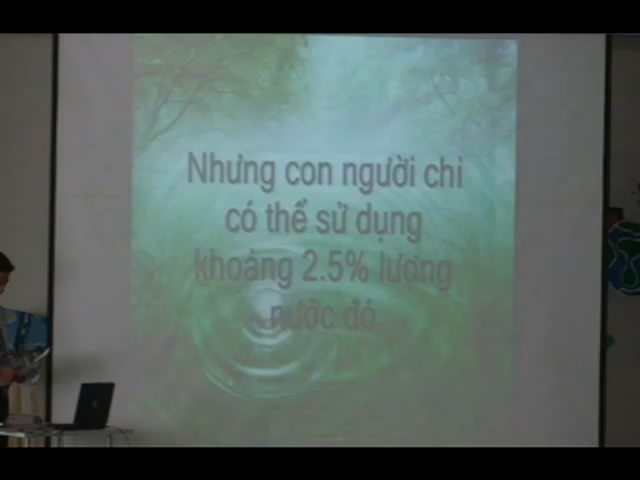 Nhưng con người chỉ
có thể sử dụng
khoảng 2.5% lượng
nước đó